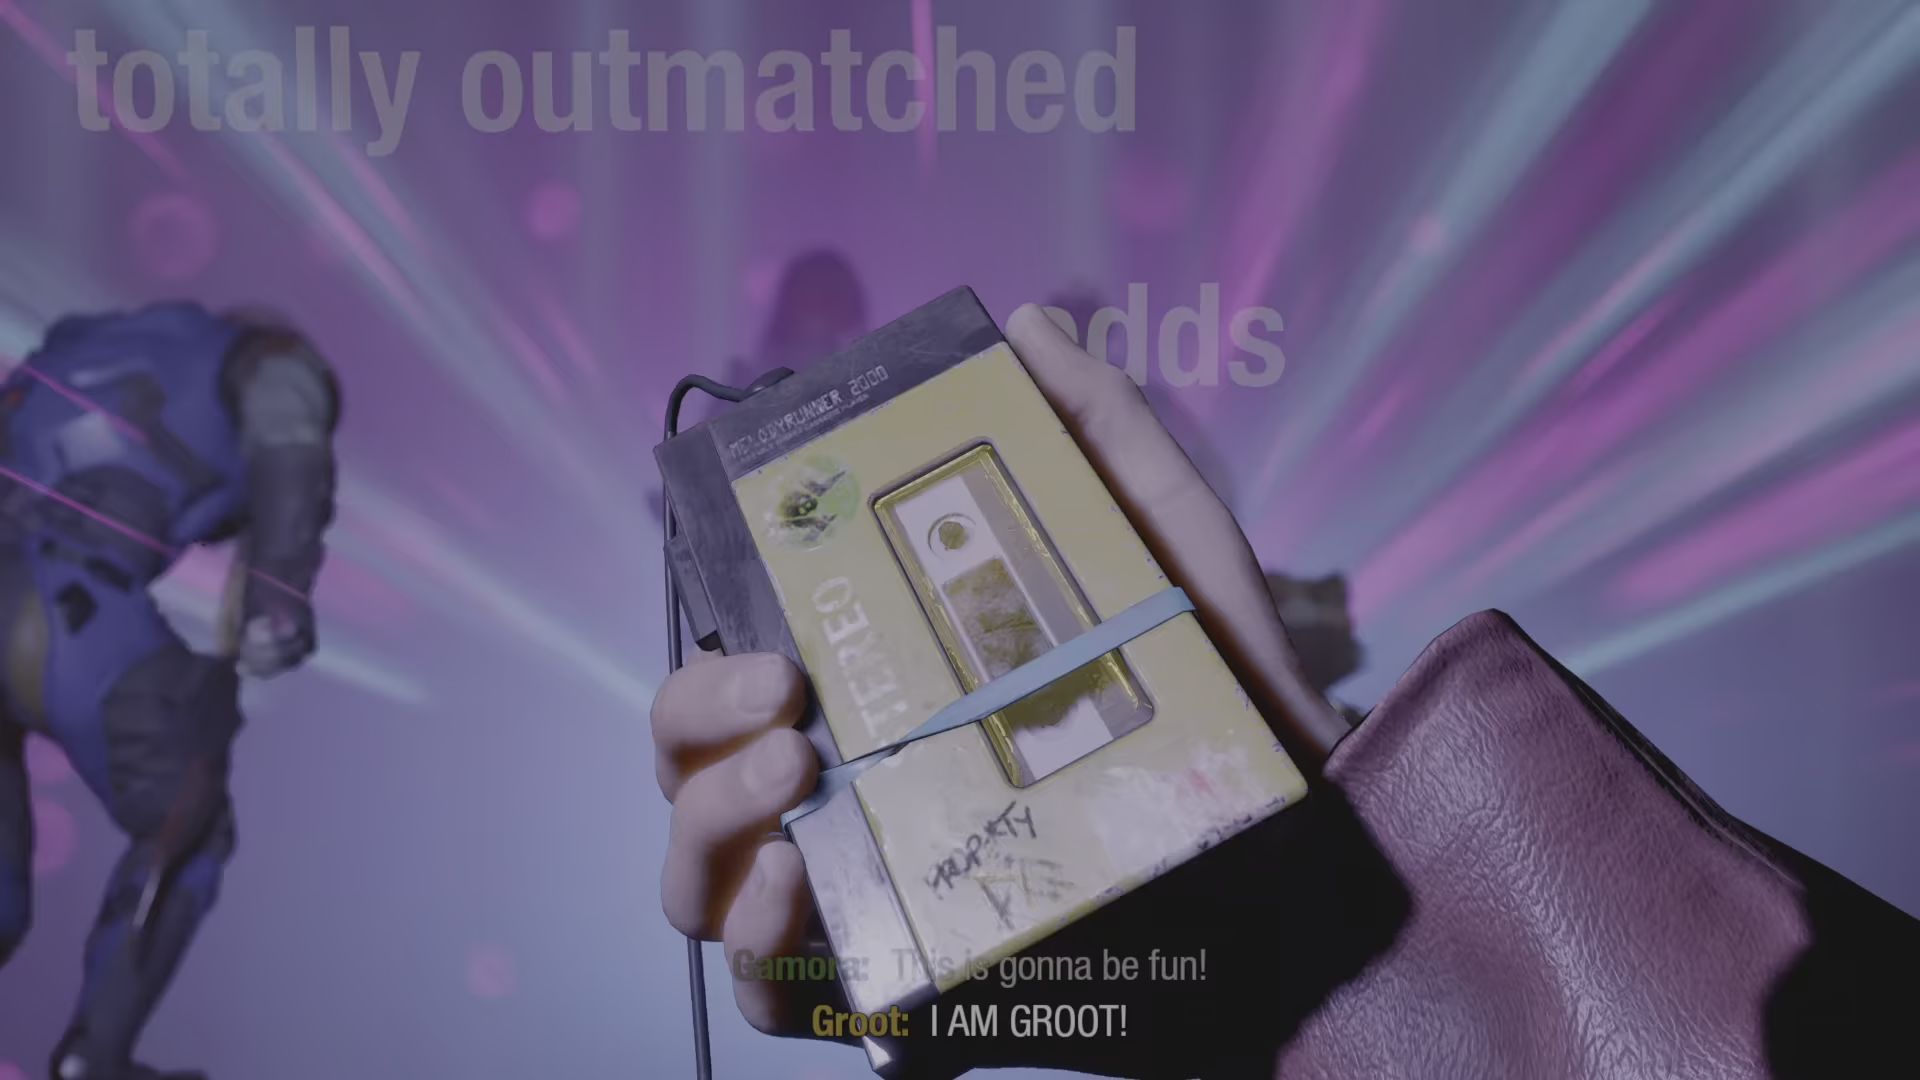 totally outmatched
odds
MELODYRUNNER 2000
STEREO
PROPERTY
Gamora: This is gonna be fun!
Groot: I AM GROOT!